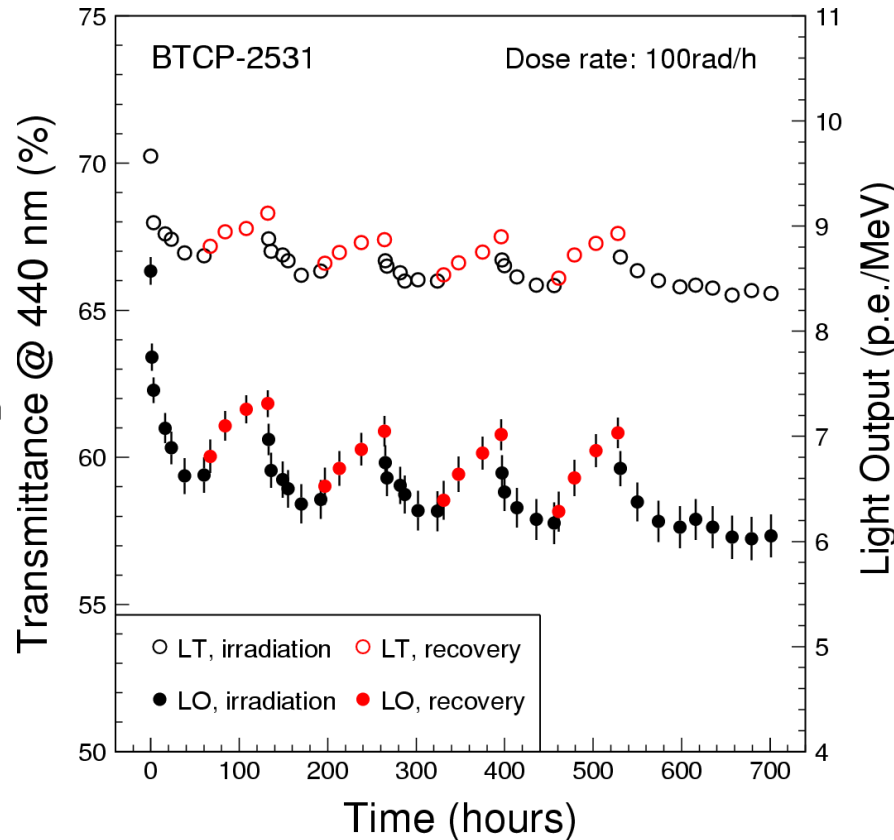 BTCP-2531
Dose rate: 100rad/h
Transmittance @ 440 nm (%)
75
70
65
60
55
50
11
10
9
8
7
6
5
4
Light Output (p.e./MeV)
LT, irradiation
LT, recovery
LO, irradiation
LO, recovery
0 100 200 300 400 500 600 700
Time (hours)